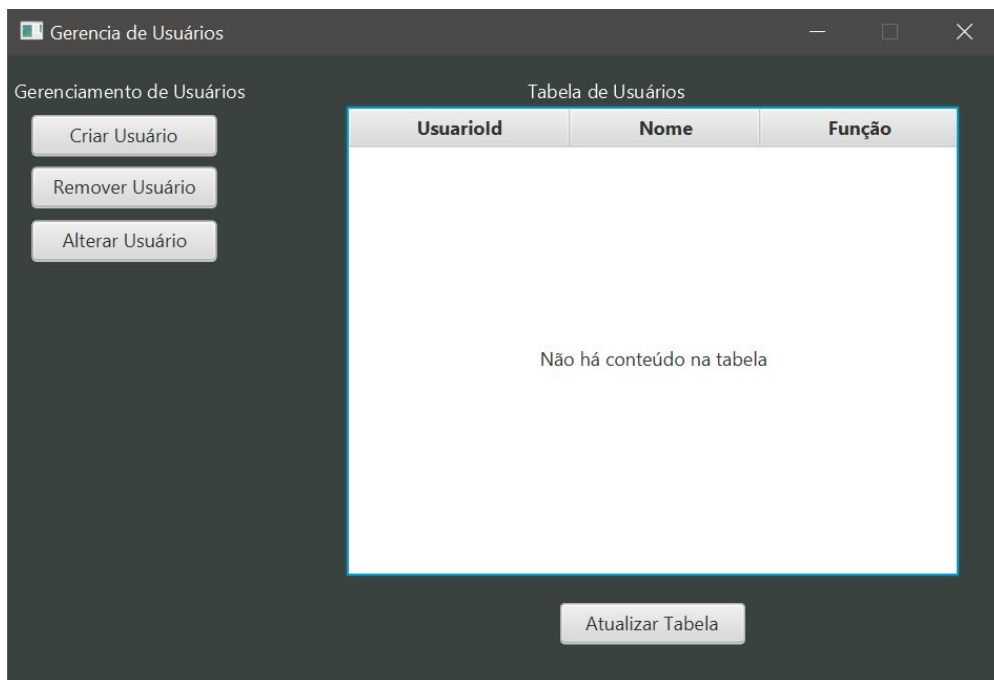 Gerencia de Usuários
Gerenciamento de Usuários
Criar Usuário
Remover Usuário
Alterar Usuário
Tabela de Usuários
UsuarioId Nome Função
Não há conteúdo na tabela
Atualizar Tabela